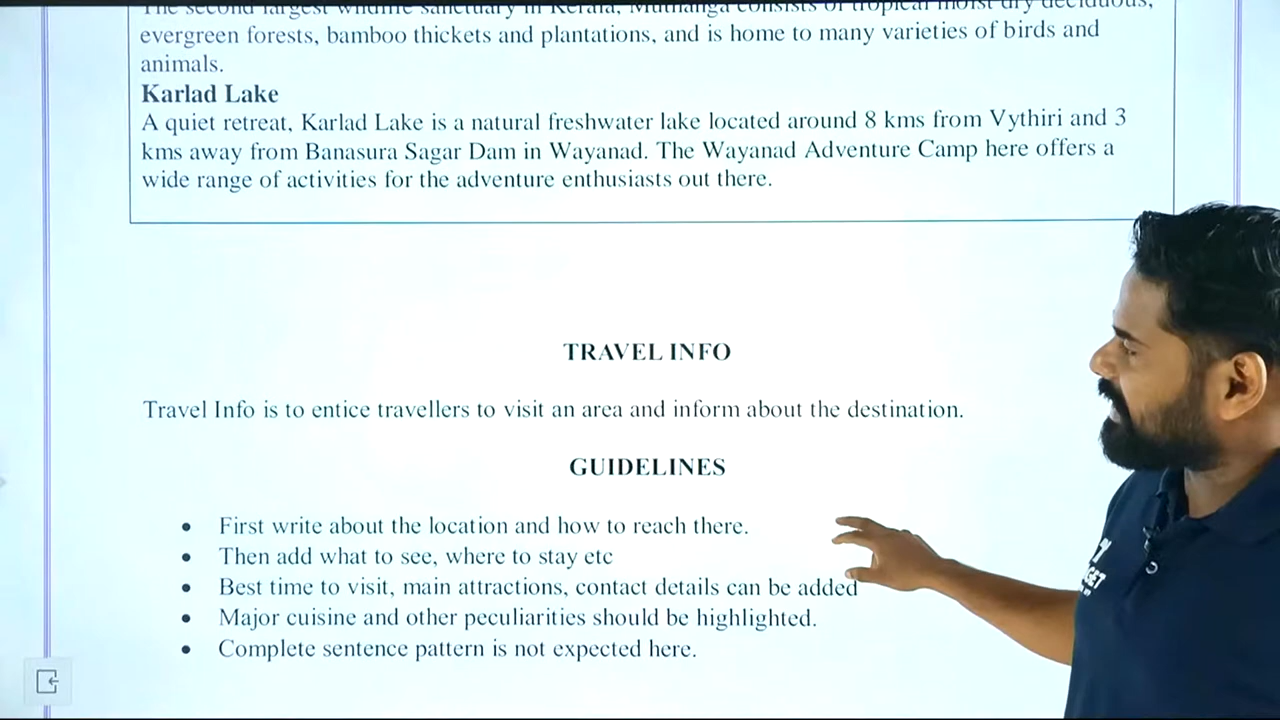 The second largest wildlife sanctuary in Kerala, Muthanga consists of tropical moist dry deciduous,
evergreen forests, bamboo thickets and plantations, and is home to many varieties of birds and
animals.
Karlad Lake
A quiet retreat, Karlad Lake is a natural freshwater lake located around 8 kms from Vythiri and 3
kms away from Banasura Sagar Dam in Wayanad. The Wayanad Adventure Camp here offers a
wide range of activities for the adventure enthusiasts out there.
TRAVEL INFO
Travel Info is to entice travellers to visit an area and inform about the destination.
GUIDELINES
• First write about the location and how to reach there.
• Then add what to see, where to stay etc
• Best time to visit, main attractions, contact details can be added
• Major cuisine and other peculiarities should be highlighted.
• Complete sentence pattern is not expected here.